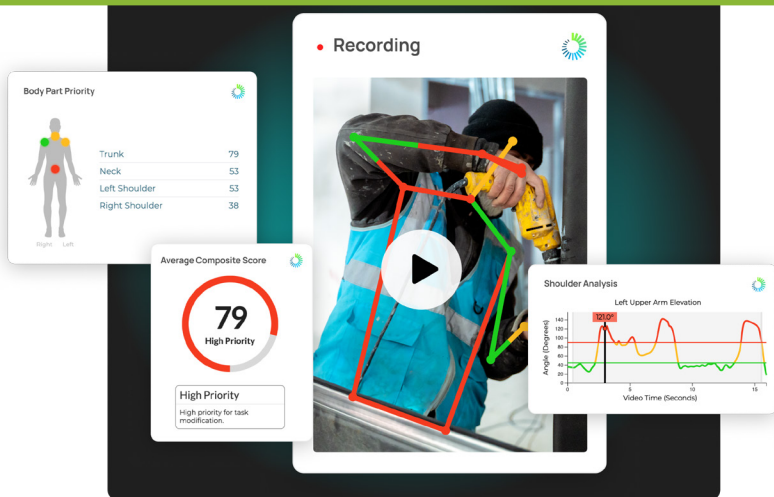 Recording
Body Part Priority
Trunk 79
Neck 53
Left Shoulder 53
Right Shoulder 38
Right Left
Average Composite Score
79
High Priority
High Priority
High priority for task
modification.
Shoulder Analysis
Left Upper Arm Elevation
121.0°
Angle (Degrees)
140
120
100
80
60
40
20
0
0 5 10 15
Video Time (Seconds)